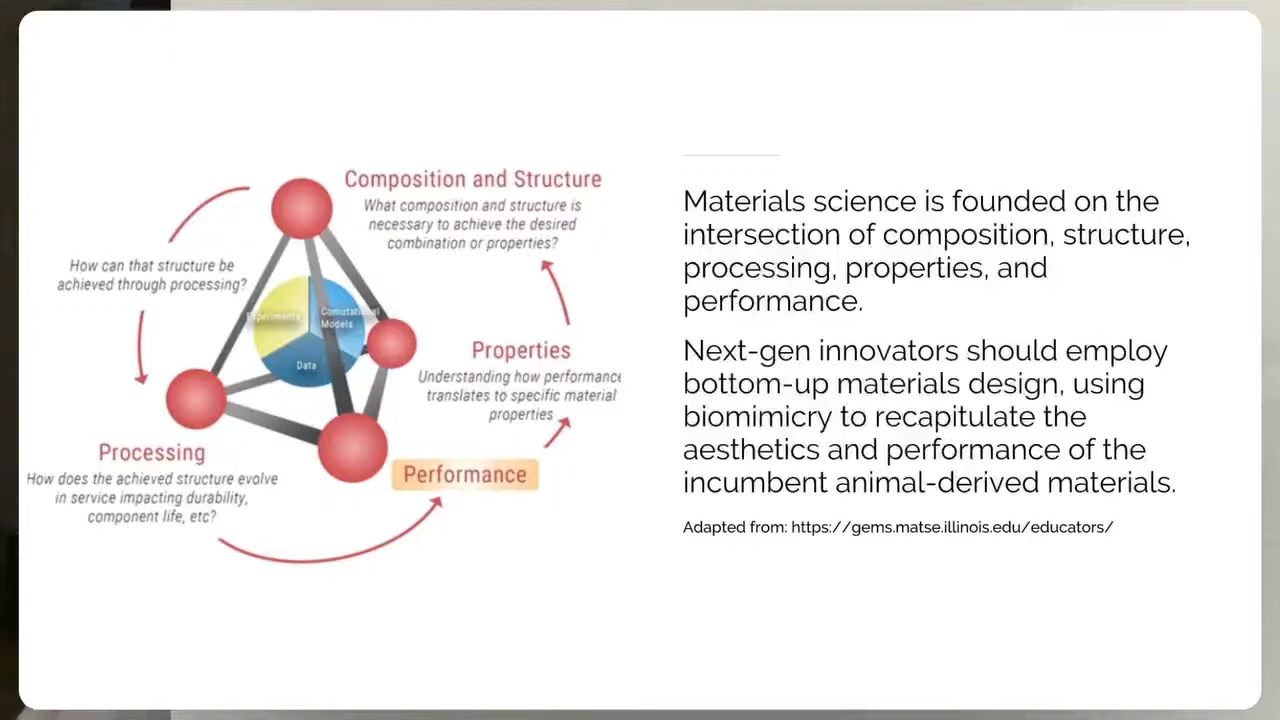 Composition and Structure
What composition and structure is
necessary to achieve the desired
combination or properties?
How can that structure be
achieved through processing?
Experiments
Comutational
Models
Data
Properties
Understanding how performance
translates to specific material
properties
Processing
How does the achieved structure evolve
in service impacting durability,
component life, etc?
Performance
Materials science is founded on the
intersection of composition, structure,
processing, properties, and
performance.
Next-gen innovators should employ
bottom-up materials design, using
biomimicry to recapitulate the
aesthetics and performance of the
incumbent animal-derived materials.
Adapted from: https://gems.matse.illinois.edu/educators/